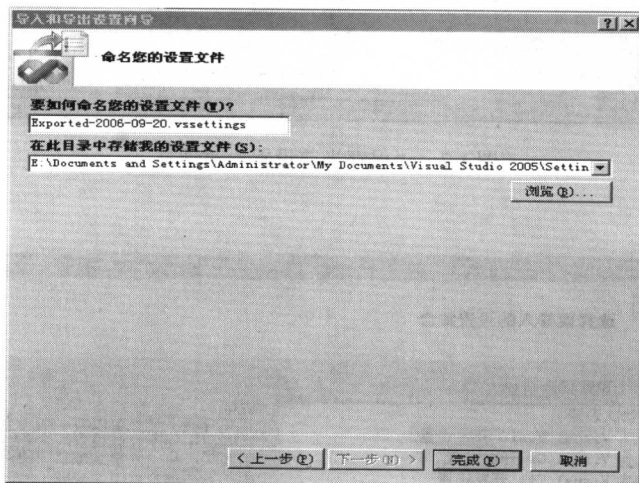 导入和导出设置向导
命名您的设置文件
要如何命名您的设置文件(W)?
Exported-2006-09-20.vssettings
在此目录中存储我的设置文件(S):
E:\Documents and Settings\Administrator\My Documents\Visual Studio 2005\Settin
浏览(R)...
<上一步(P)
下一步(N)>
完成(F)
取消